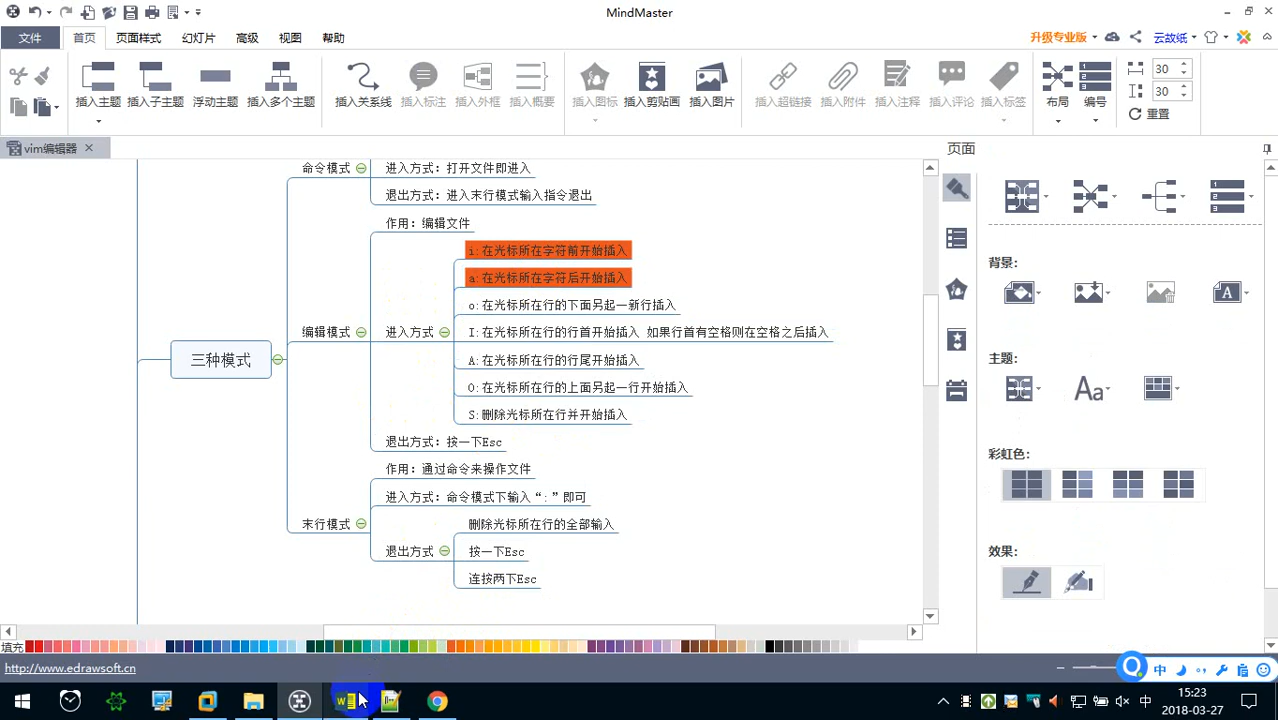 MindMaster
文件 首页 页面样式 幻灯片 高级 视图 帮助
升级专业版 云故纸
插入主题 插入子主题 浮动主题 插入多个主题 插入关系线 插入标注 插入外框 插入概要 插入图标 插入剪贴画 插入图片 插入超链接 插入附件 插入注释 插入评论 插入标签 布局 编号
30
30
重置
vim编辑器
页面
命令模式
进入方式：打开文件即进入
退出方式：进入末行模式输入指令退出
作用：编辑文件
i:在光标所在字符前开始插入
a:在光标所在字符后开始插入
o:在光标所在行的下面另起一新行插入
编辑模式
进入方式
I:在光标所在行的行首开始插入 如果行首有空格则在空格之后插入
三种模式
A:在光标所在行的行尾开始插入
O:在光标所在行的上面另起一行开始插入
S:删除光标所在行并开始插入
退出方式：按一下Esc
作用：通过命令来操作文件
进入方式：命令模式下输入“:”即可
末行模式
删除光标所在行的全部输入
退出方式
按一下Esc
连接两下Esc
背景:
主题:
Aa
彩虹色:
效果:
填充
http://www.edrawsoft.cn
中
中
15:23
2018-03-27